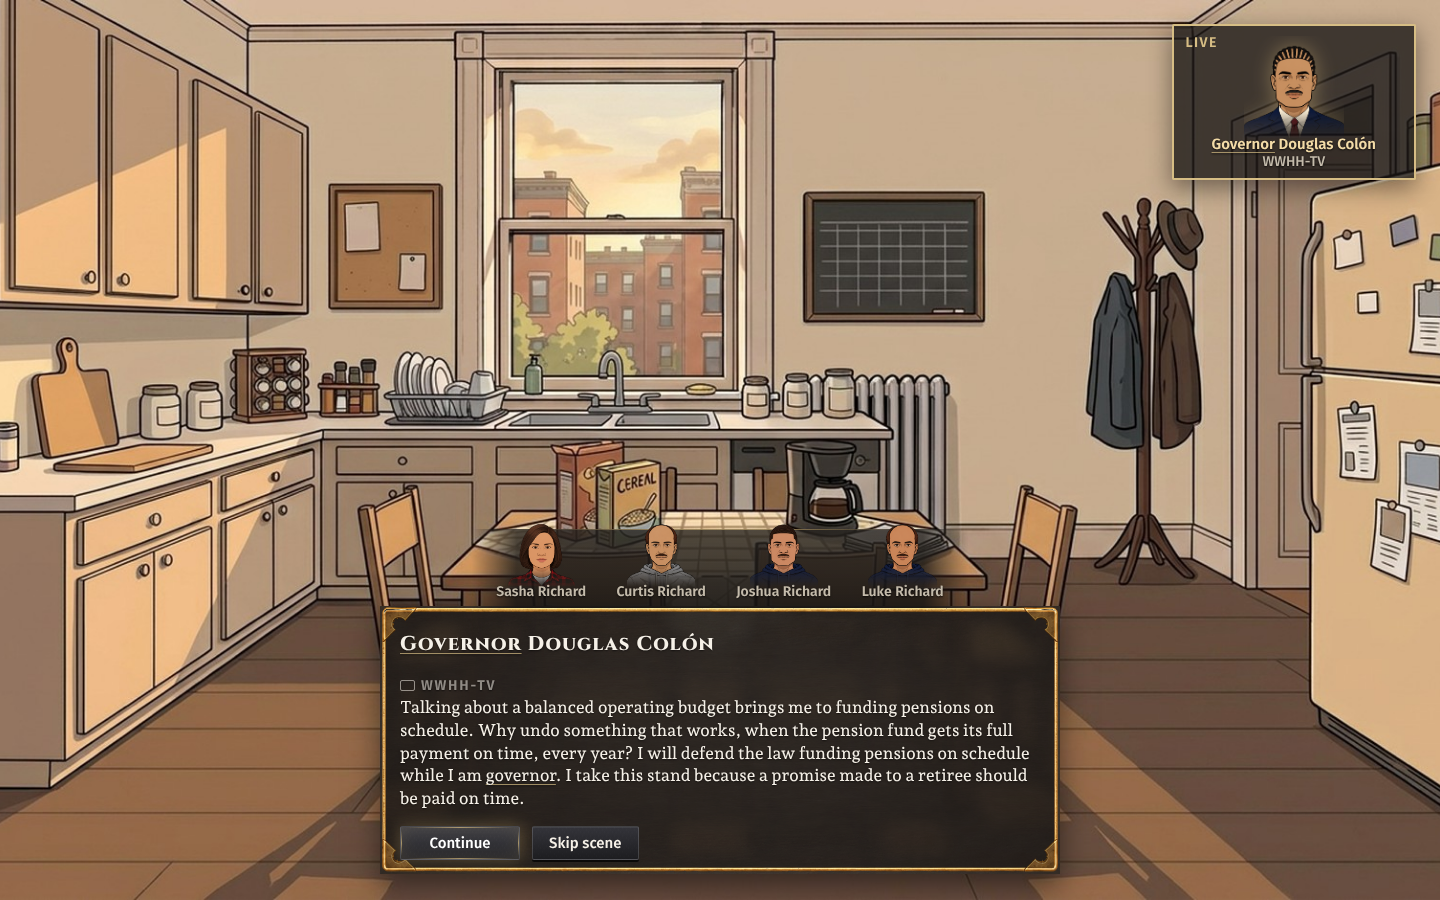 LIVE
Governor Douglas Colón
WWHH-TV
CEREAL
Sasha Richard
Curtis Richard
Joshua Richard
Luke Richard
Governor Douglas Colón
WWHH-TV
Talking about a balanced operating budget brings me to funding pensions on
schedule. Why undo something that works, when the pension fund gets its full
payment on time, every year? I will defend the law funding pensions on schedule
while I am governor. I take this stand because a promise made to a retiree should
be paid on time.
Continue
Skip scene